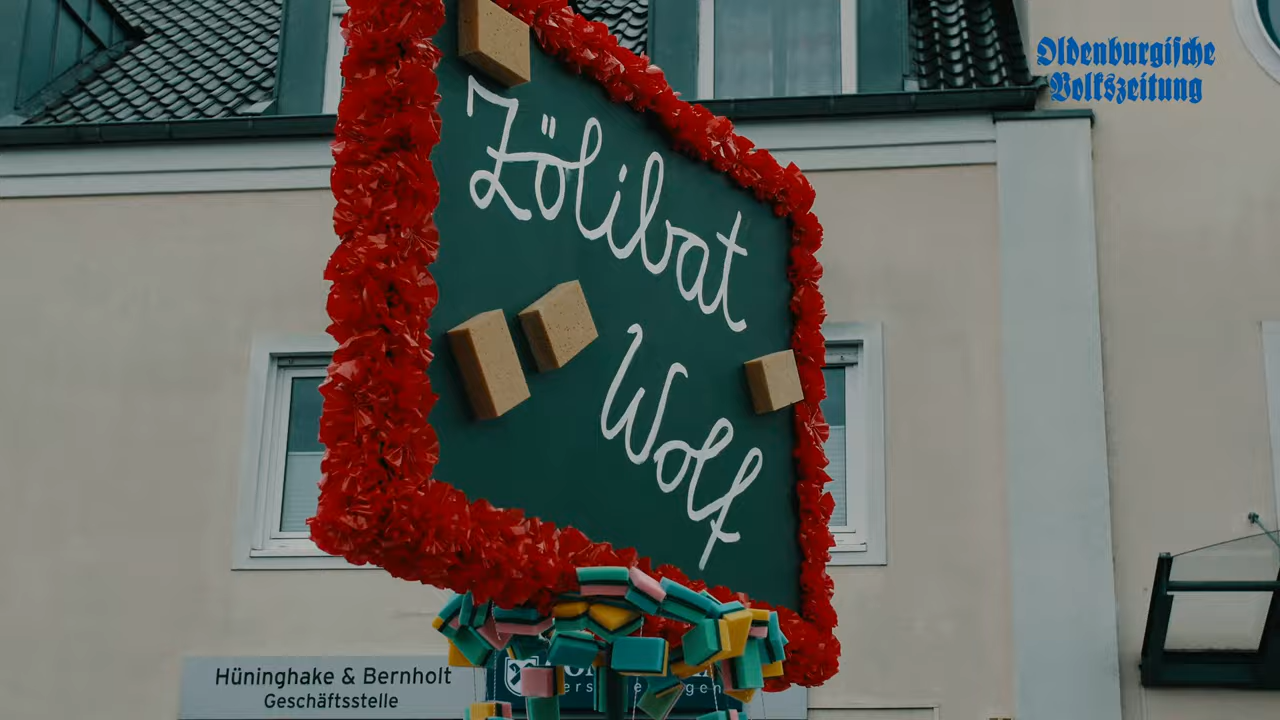 Oldenburgische
Volkszeitung
Zölibat
Wolf
Hüninghake & Bernholt
Geschäftsstelle